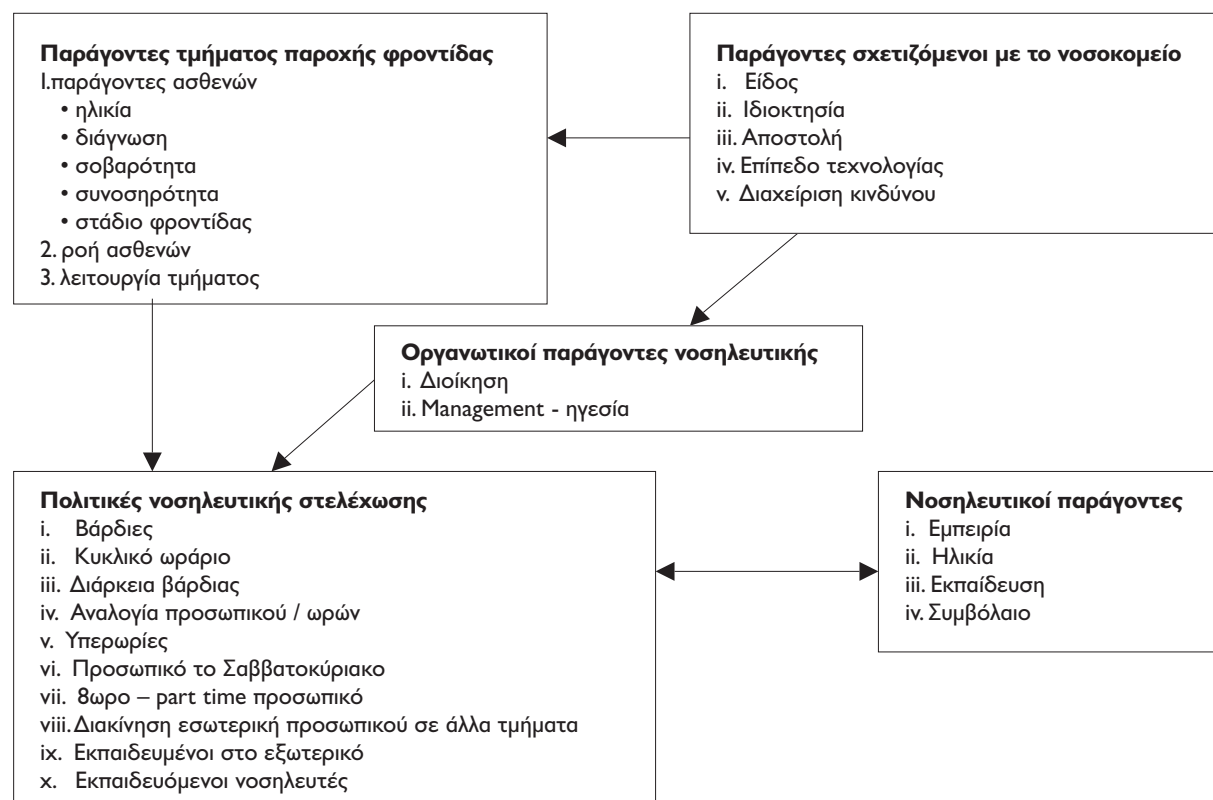 Παράγοντες τμήματος παροχής φροντίδας
1.παράγοντες ασθενών
• ηλικία
• διάγνωση
• σοβαρότητα
• συνοσηρότητα
• στάδιο φροντίδας
2. ροή ασθενών
3. λειτουργία τμήματος
Παράγοντες σχετιζόμενοι με το νοσοκομείο
i. Είδος
ii. Ιδιοκτησία
iii. Αποστολή
iv. Επίπεδο τεχνολογίας
v. Διαχείριση κινδύνου
Οργανωτικοί παράγοντες νοσηλευτικής
i. Διοίκηση
ii. Management - ηγεσία
Πολιτικές νοσηλευτικής στελέχωσης
i. Βάρδιες
ii. Κυκλικό ωράριο
iii. Διάρκεια βάρδιας
iv. Αναλογία προσωπικού / ωρών
v. Υπερωρίες
vi. Προσωπικό το Σαββατοκύριακο
vii. 8ωρο – part time προσωπικό
viii. Διακίνηση εσωτερική προσωπικού σε άλλα τμήματα
ix. Εκπαιδευμένοι στο εξωτερικό
x. Εκπαιδευόμενοι νοσηλευτές
Νοσηλευτικοί παράγοντες
i. Εμπειρία
ii. Ηλικία
iii. Εκπαίδευση
iv. Συμβόλαιο